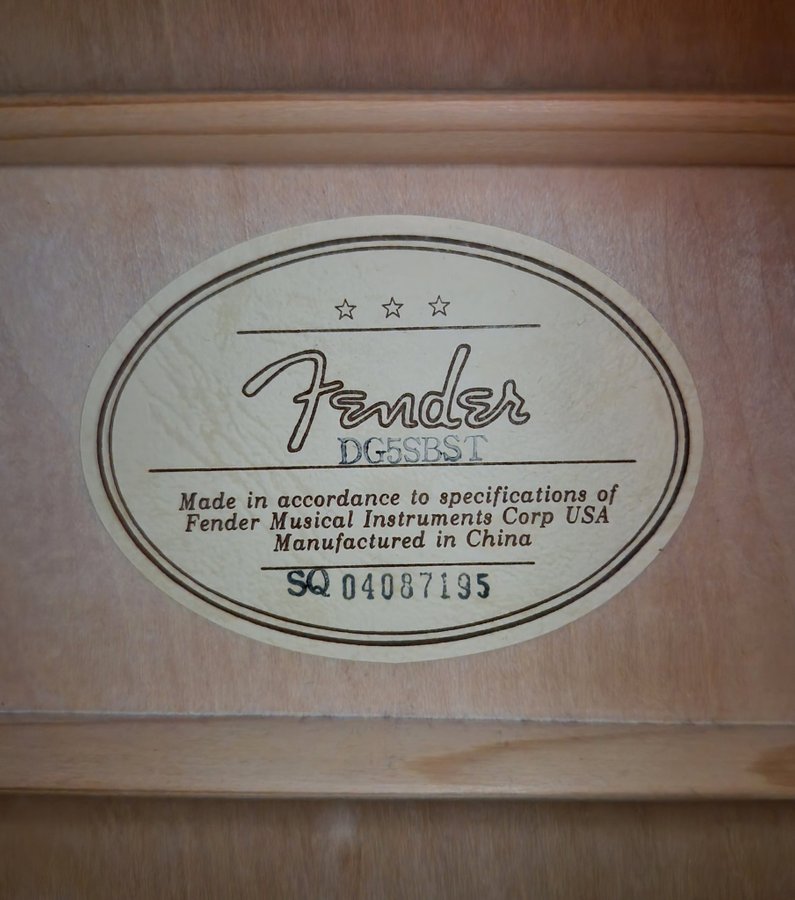 Fender
DG5SBST
Made in accordance to specifications of
Fender Musical Instruments Corp USA
Manufactured in China
SQ 04087195